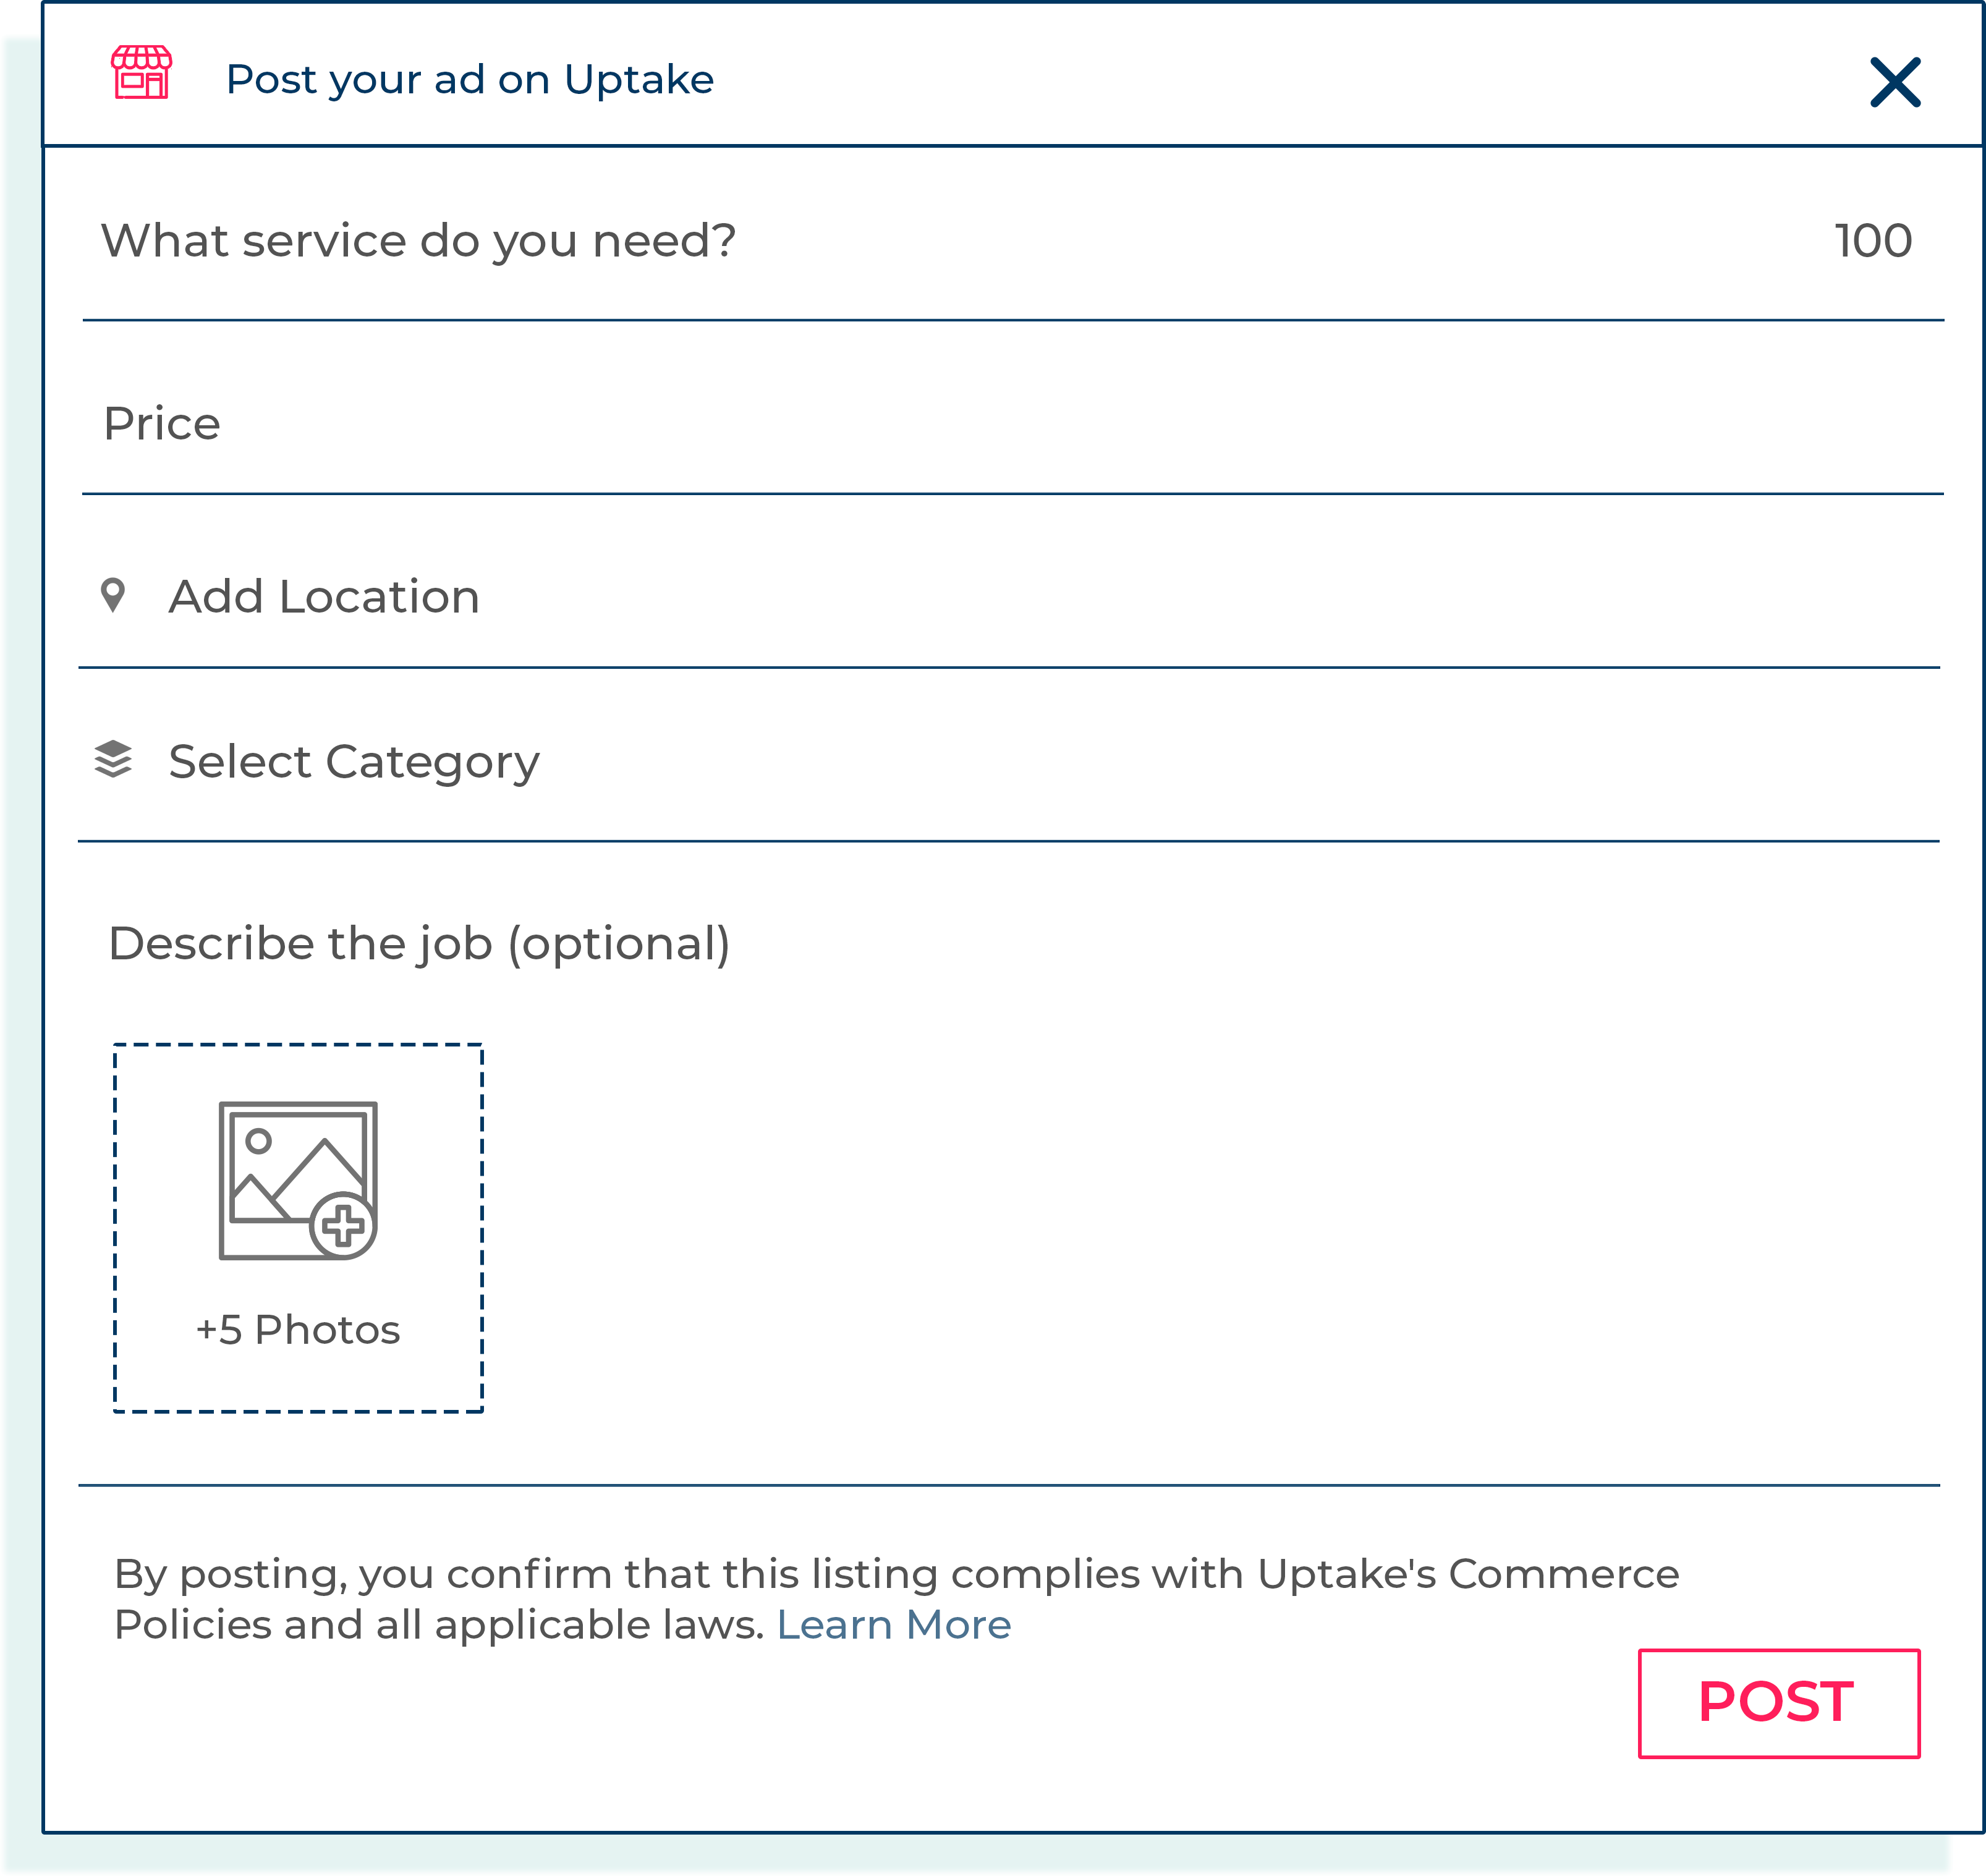 Post your ad on Uptake
What service do you need? 100
Price
Add Location
Select Category
Describe the job (optional)
+5 Photos
By posting, you confirm that this listing complies with Uptake's Commerce
Policies and all applicable laws. Learn More
POST